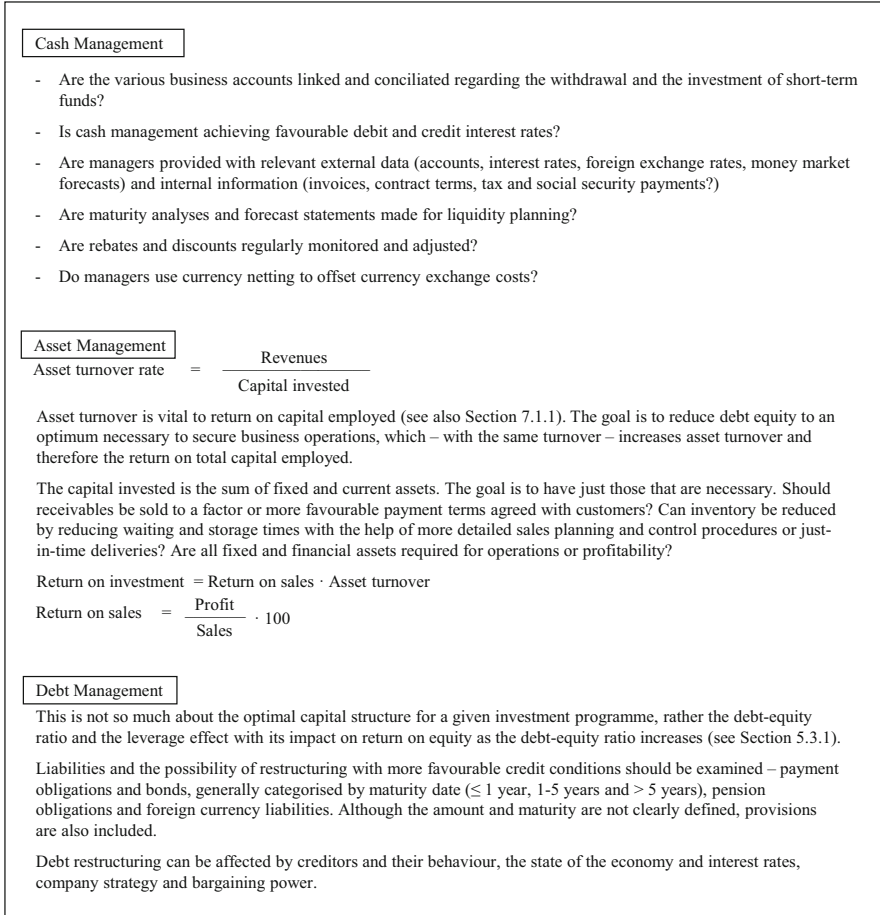 Cash Management
- Are the various business accounts linked and conciliated regarding the withdrawal and the investment of short-term
funds?
- Is cash management achieving favourable debit and credit interest rates?
- Are managers provided with relevant external data (accounts, interest rates, foreign exchange rates, money market
forecasts) and internal information (invoices, contract terms, tax and social security payments?)
- Are maturity analyses and forecast statements made for liquidity planning?
- Are rebates and discounts regularly monitored and adjusted?
- Do managers use currency netting to offset currency exchange costs?
Asset Management
Revenues
Asset turnover rate =
Capital invested
Asset turnover is vital to return on capital employed (see also Section 7.1.1). The goal is to reduce debt equity to an
optimum necessary to secure business operations, which – with the same turnover – increases asset turnover and
therefore the return on total capital employed.
The capital invested is the sum of fixed and current assets. The goal is to have just those that are necessary. Should
receivables be sold to a factor or more favourable payment terms agreed with customers? Can inventory be reduced
by reducing waiting and storage times with the help of more detailed sales planning and control procedures or just-
in-time deliveries? Are all fixed and financial assets required for operations or profitability?
Return on investment = Return on sales · Asset turnover
Profit
Return on sales = · 100
Sales
Debt Management
This is not so much about the optimal capital structure for a given investment programme, rather the debt-equity
ratio and the leverage effect with its impact on return on equity as the debt-equity ratio increases (see Section 5.3.1).
Liabilities and the possibility of restructuring with more favourable credit conditions should be examined – payment
obligations and bonds, generally categorised by maturity date (≤ 1 year, 1-5 years and > 5 years), pension
obligations and foreign currency liabilities. Although the amount and maturity are not clearly defined, provisions
are also included.
Debt restructuring can be affected by creditors and their behaviour, the state of the economy and interest rates,
company strategy and bargaining power.